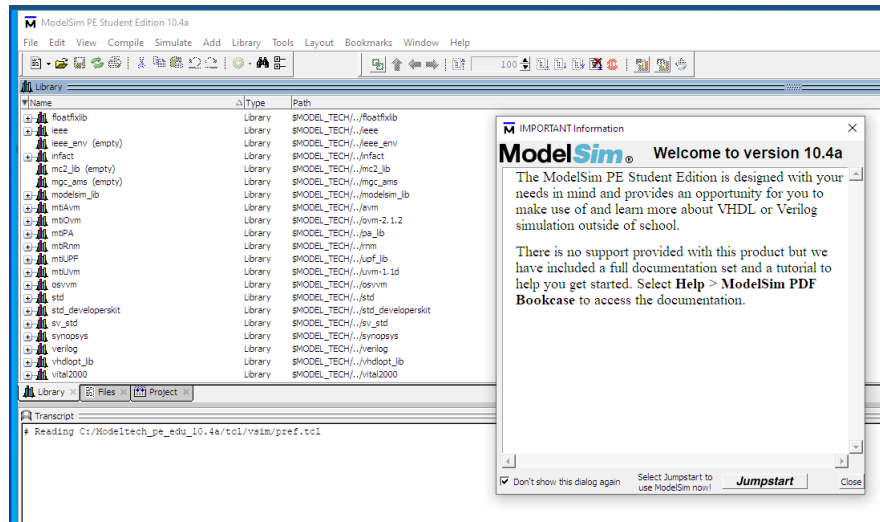 ModelSim PE Student Edition 10.4a
File Edit View Compile Simulate Add Library Tools Layout Bookmarks Window Help
100
Library
Name Type Path
floatfixlib Library $MODEL_TECH/../floatfixlib
ieee Library $MODEL_TECH/../ieee
ieee_env (empty) Library $MODEL_TECH/../ieee_env
infact Library $MODEL_TECH/../infact
mc2_lib (empty) Library $MODEL_TECH/../mc2_lib
mgc_ams (empty) Library $MODEL_TECH/../mgc_ams
modelsim_lib Library $MODEL_TECH/../modelsim_lib
mtiAvm Library $MODEL_TECH/../avm
mtiOvm Library $MODEL_TECH/../ovm-2.1.2
mtiPA Library $MODEL_TECH/../pa_lib
mtiRnm Library $MODEL_TECH/../rnm
mtiUPF Library $MODEL_TECH/../upf_lib
mtiUvm Library $MODEL_TECH/../uvm-1.1d
osvvm Library $MODEL_TECH/../osvvm
std Library $MODEL_TECH/../std
std_developerskit Library $MODEL_TECH/../std_developerskit
sv_std Library $MODEL_TECH/../sv_std
synopsys Library $MODEL_TECH/../synopsys
verilog Library $MODEL_TECH/../verilog
vhdlopt_lib Library $MODEL_TECH/../vhdlopt_lib
vital2000 Library $MODEL_TECH/../vital2000
Library Files Project
Transcript
# Reading C:/Modeltech_pe_edu_10.4a/tcl/vsim/pref.tcl
IMPORTANT Information
ModelSim® Welcome to version 10.4a
The ModelSim PE Student Edition is designed with your
needs in mind and provides an opportunity for you to
make use of and learn more about VHDL or Verilog
simulation outside of school.
There is no support provided with this product but we
have included a full documentation set and a tutorial to
help you get started. Select Help > ModelSim PDF
Bookcase to access the documentation.
Don't show this dialog again
Select Jumpstart to
use ModelSim now!
Jumpstart
Close